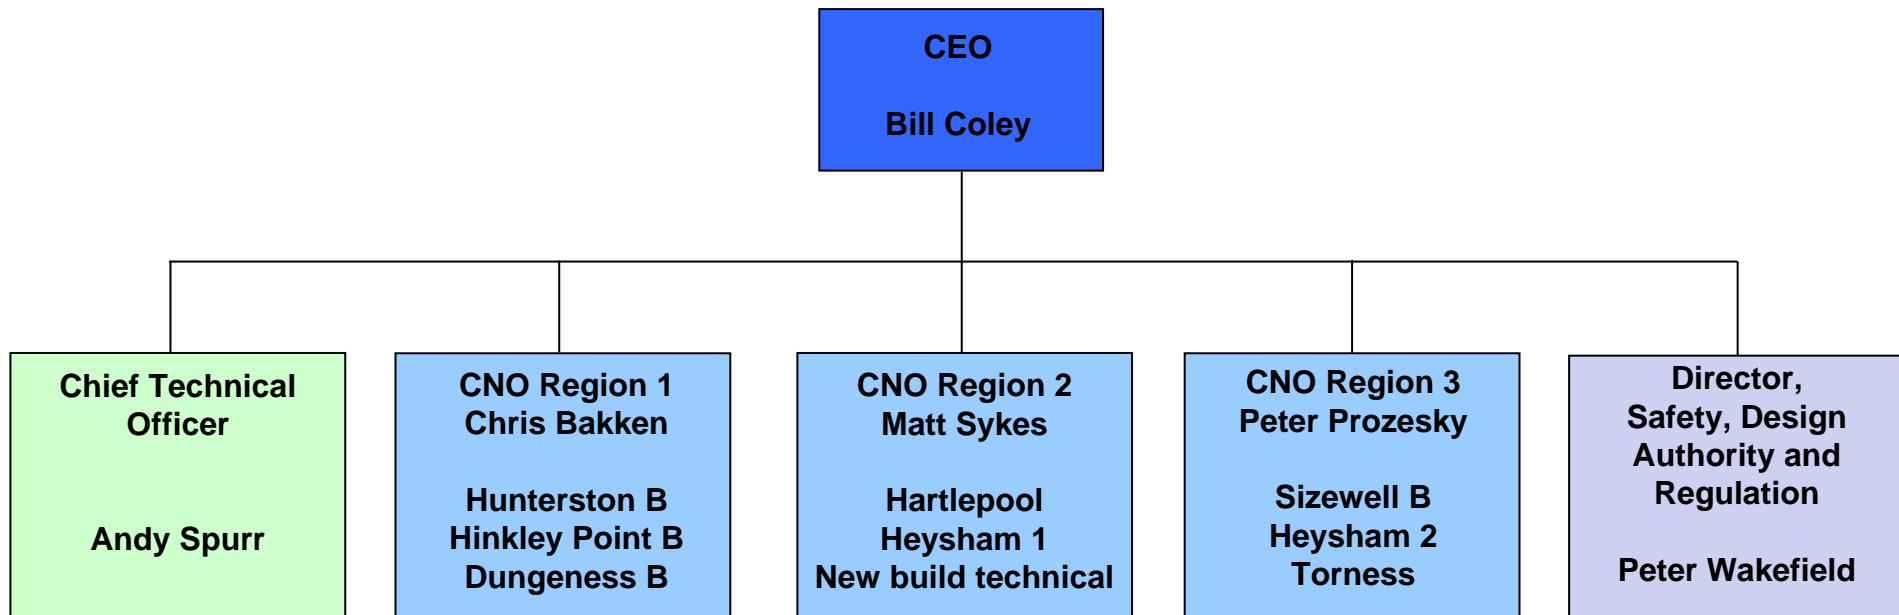 CEO
Bill Coley
Chief Technical
Officer
Andy Spurr
CNO Region 1
Chris Bakken
Hunterston B
Hinkley Point B
Dungeness B
CNO Region 2
Matt Sykes
Hartlepool
Heysham 1
New build technical
CNO Region 3
Peter Prozesky
Sizewell B
Heysham 2
Torness
Director,
Safety, Design
Authority and
Regulation
Peter Wakefield